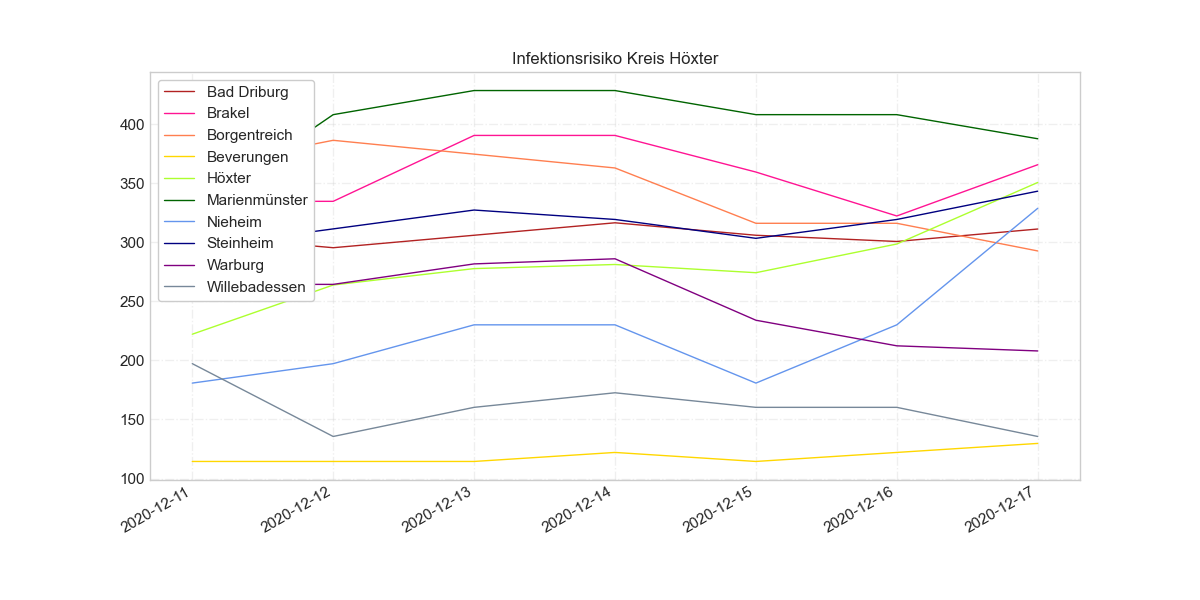 Infektionsrisiko Kreis Höxter
Bad Driburg
Brakel
Borgentreich
Beverungen
Höxter
Marienmünster
Nieheim
Steinheim
Warburg
Willebadessen
400
350
300
250
200
150
100
2020-12-11
2020-12-12
2020-12-13
2020-12-14
2020-12-15
2020-12-16
2020-12-17